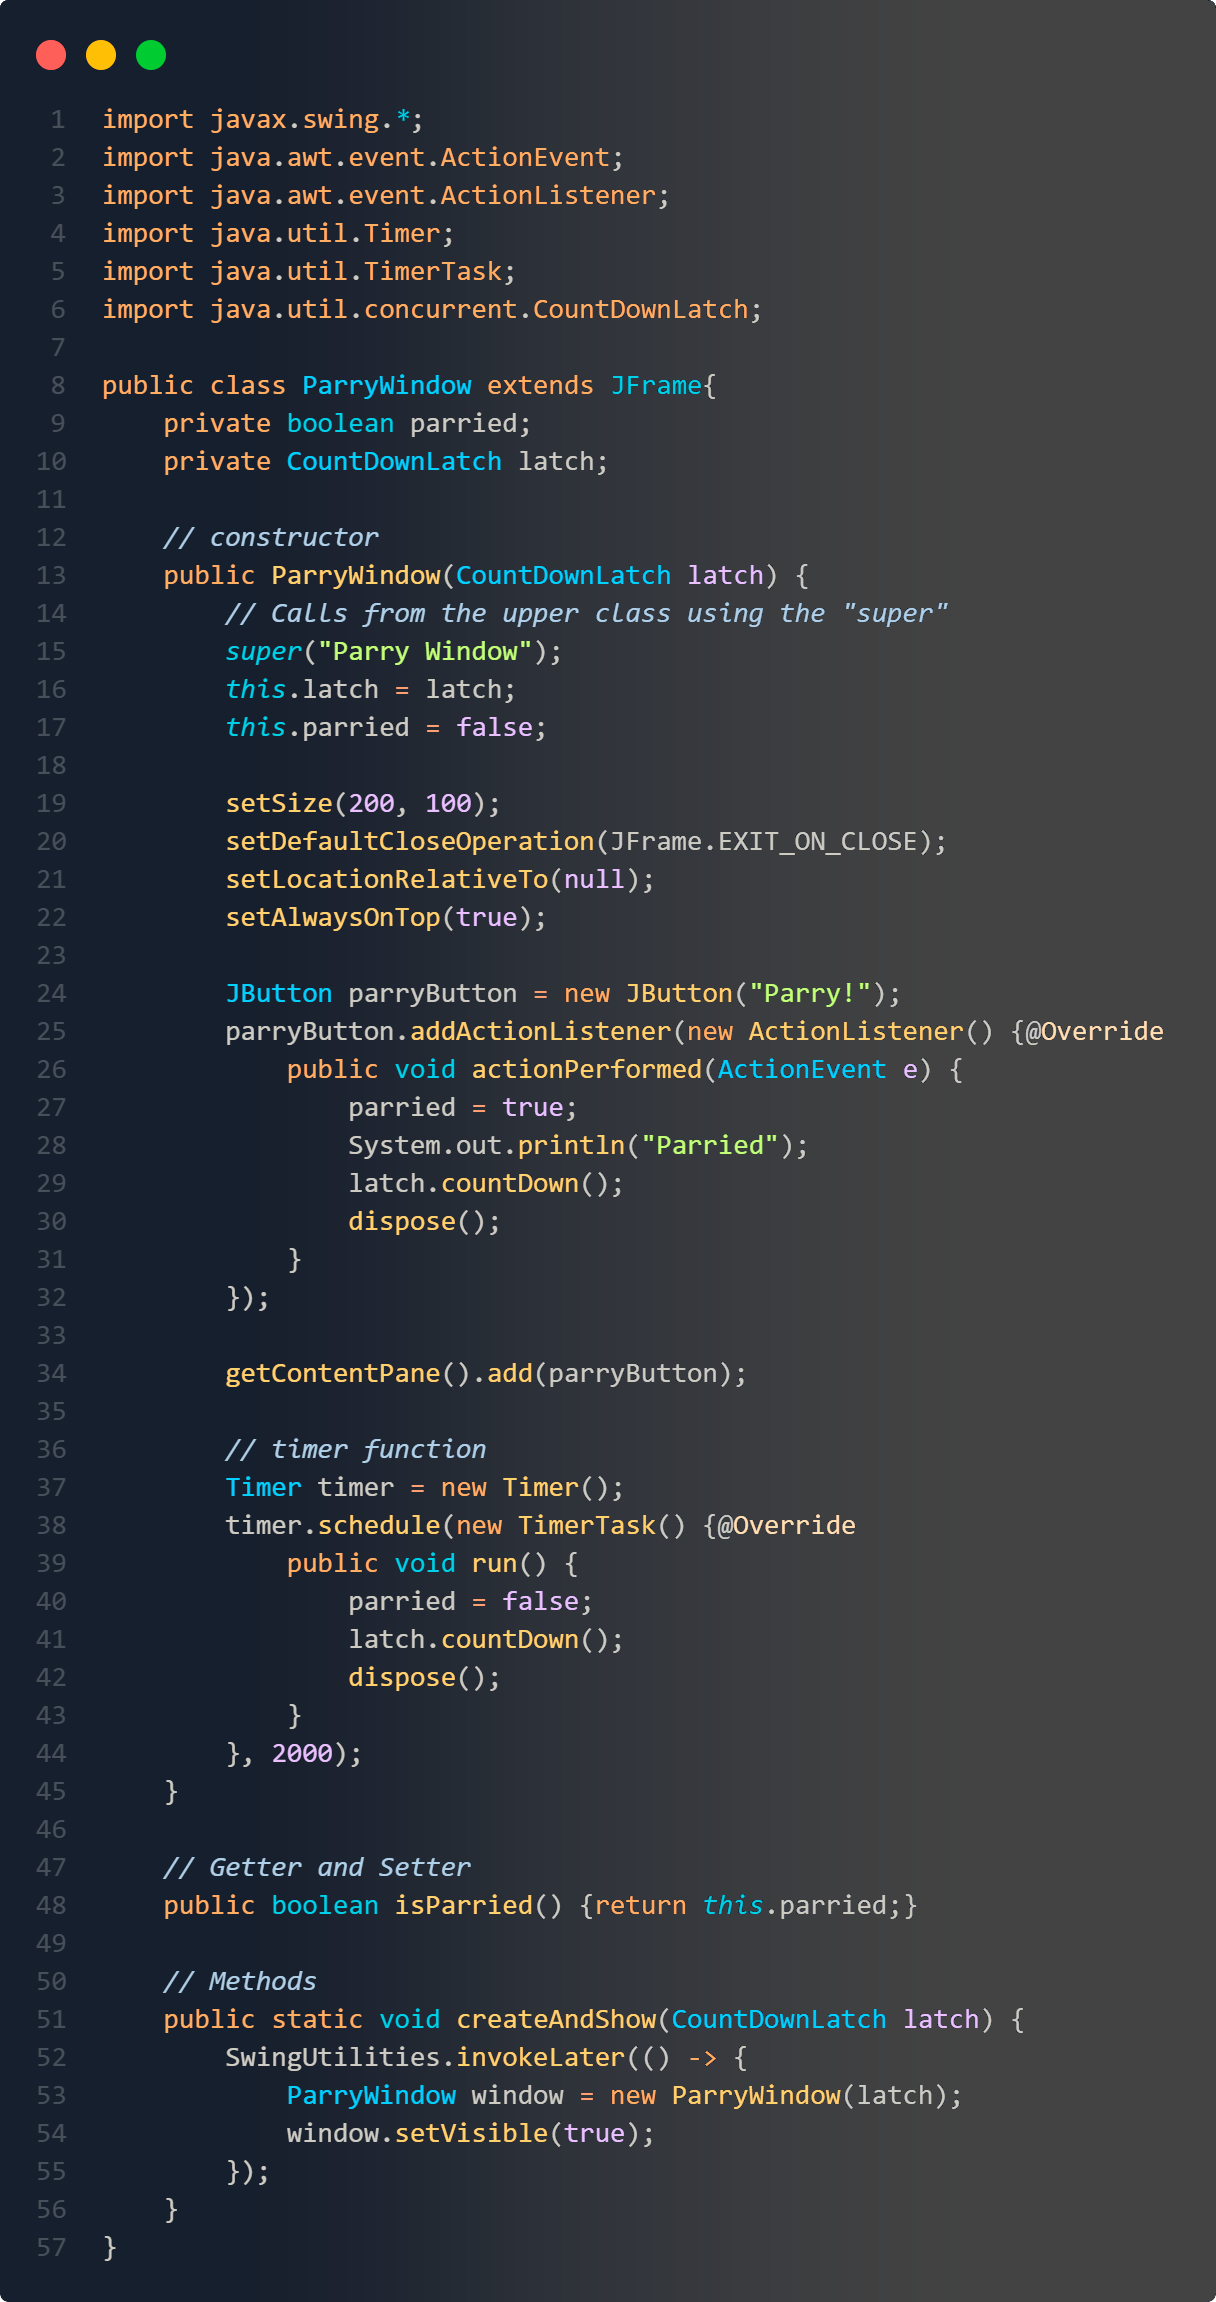 1 import javax.swing.*;
2 import java.awt.event.ActionEvent;
3 import java.awt.event.ActionListener;
4 import java.util.Timer;
5 import java.util.TimerTask;
6 import java.util.concurrent.CountDownLatch;
7
8 public class ParryWindow extends JFrame{
9     private boolean parried;
10     private CountDownLatch latch;
11
12     // constructor
13     public ParryWindow(CountDownLatch latch) {
14         // Calls from the upper class using the "super"
15         super("Parry Window");
16         this.latch = latch;
17         this.parried = false;
18
19         setSize(200, 100);
20         setDefaultCloseOperation(JFrame.EXIT_ON_CLOSE);
21         setLocationRelativeTo(null);
22         setAlwaysOnTop(true);
23
24         JButton parryButton = new JButton("Parry!");
25         parryButton.addActionListener(new ActionListener() {@Override
26             public void actionPerformed(ActionEvent e) {
27                 parried = true;
28                 System.out.println("Parried");
29                 latch.countDown();
30                 dispose();
31             }
32         });
33
34         getContentPane().add(parryButton);
35
36         // timer function
37         Timer timer = new Timer();
38         timer.schedule(new TimerTask() {@Override
39             public void run() {
40                 parried = false;
41                 latch.countDown();
42                 dispose();
43             }
44         }, 2000);
45     }
46
47     // Getter and Setter
48     public boolean isParried() {return this.parried;}
49
50     // Methods
51     public static void createAndShow(CountDownLatch latch) {
52         SwingUtilities.invokeLater(() -> {
53             ParryWindow window = new ParryWindow(latch);
54             window.setVisible(true);
55         });
56     }
57 }